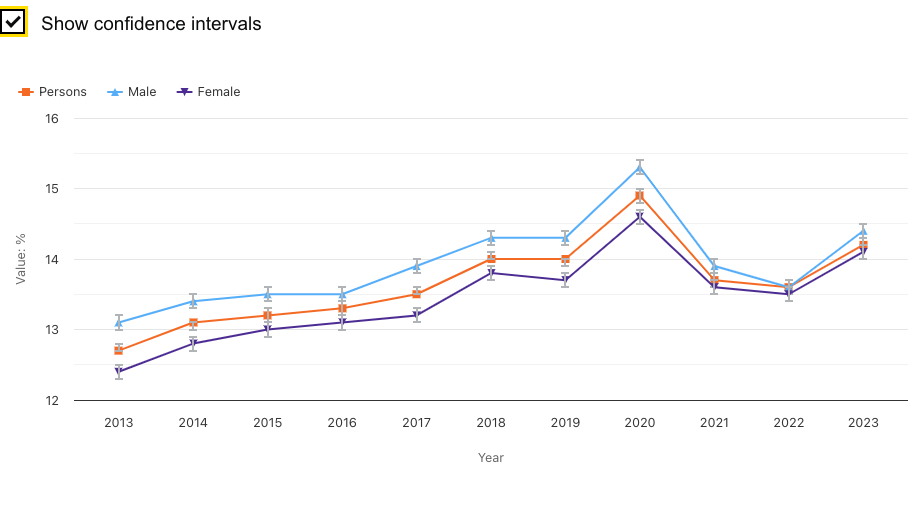 Show confidence intervals
Persons Male Female
16
15
14
13
12
Value: %
2013 2014 2015 2016 2017 2018 2019 2020 2021 2022 2023
Year